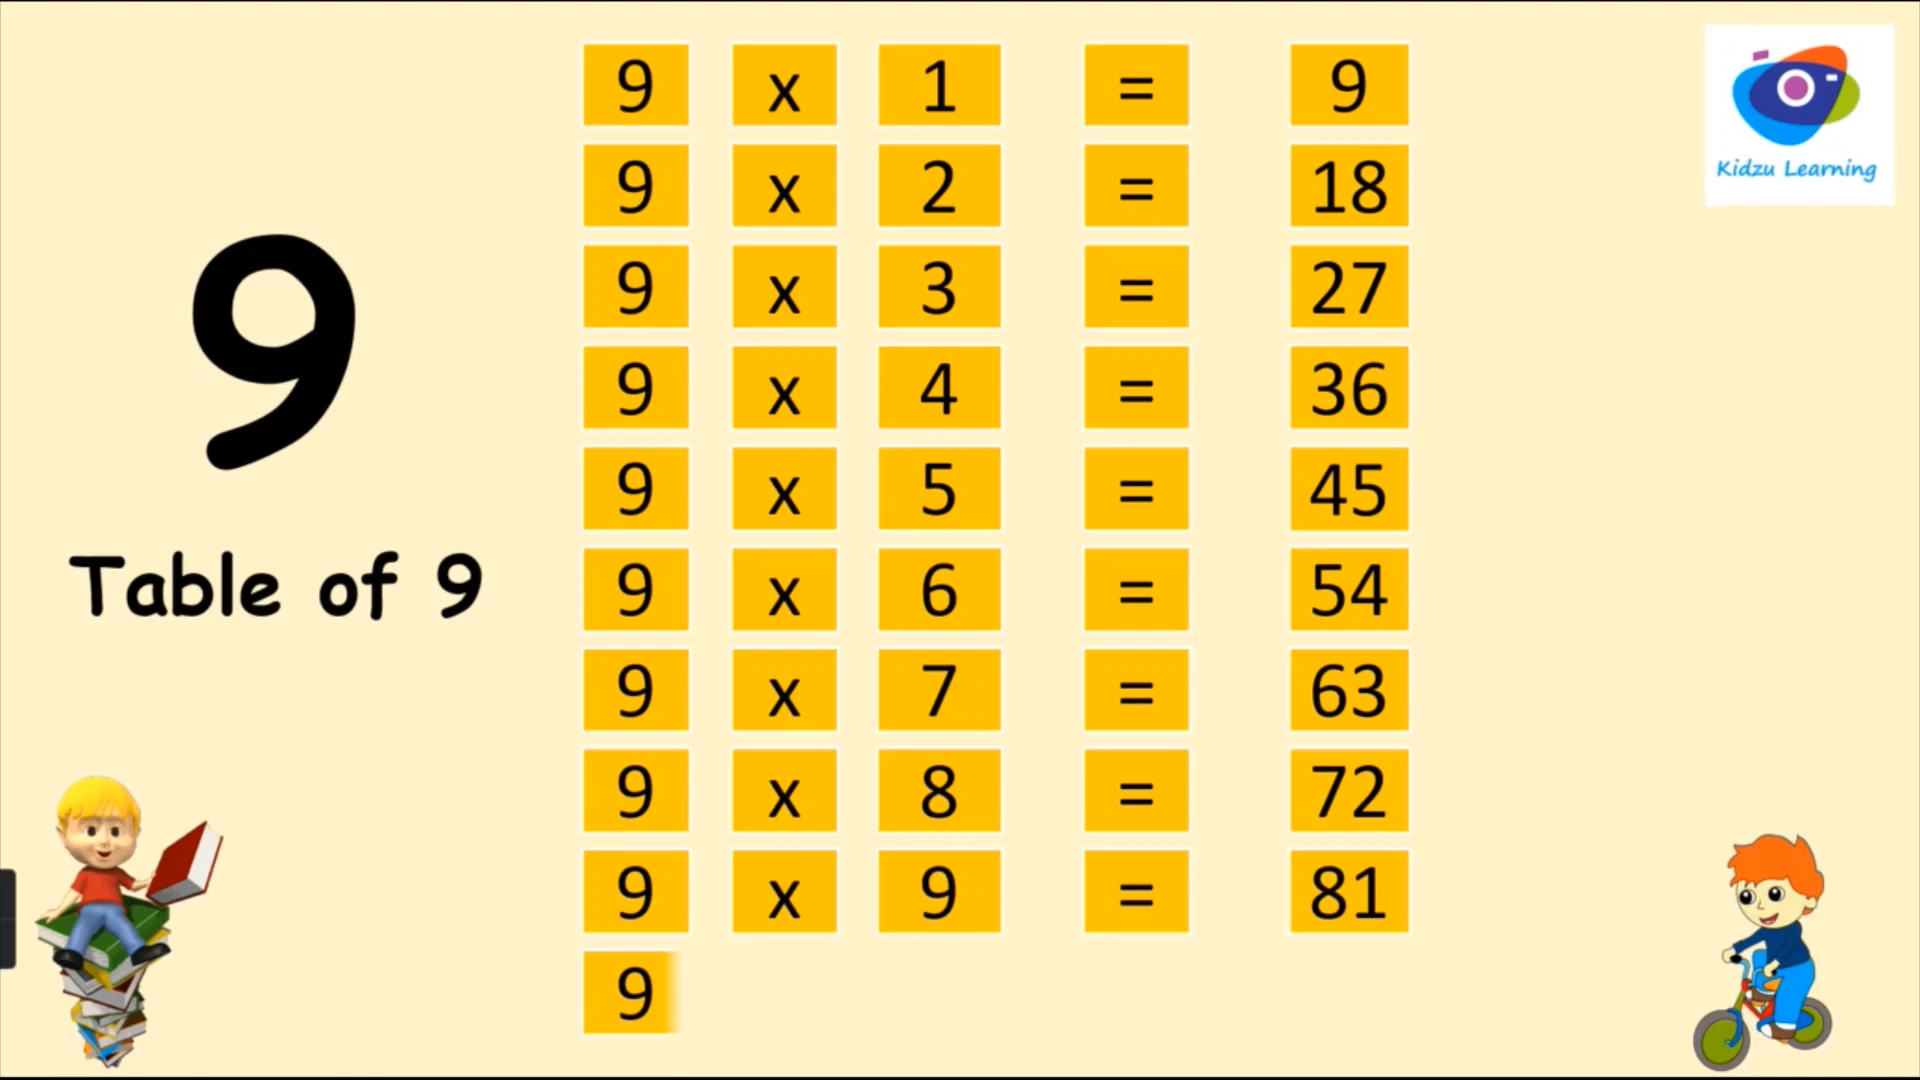 9
Table of 9
9 x 1 = 9
9 x 2 = 18
9 x 3 = 27
9 x 4 = 36
9 x 5 = 45
9 x 6 = 54
9 x 7 = 63
9 x 8 = 72
9 x 9 = 81
9
Kidzu Learning